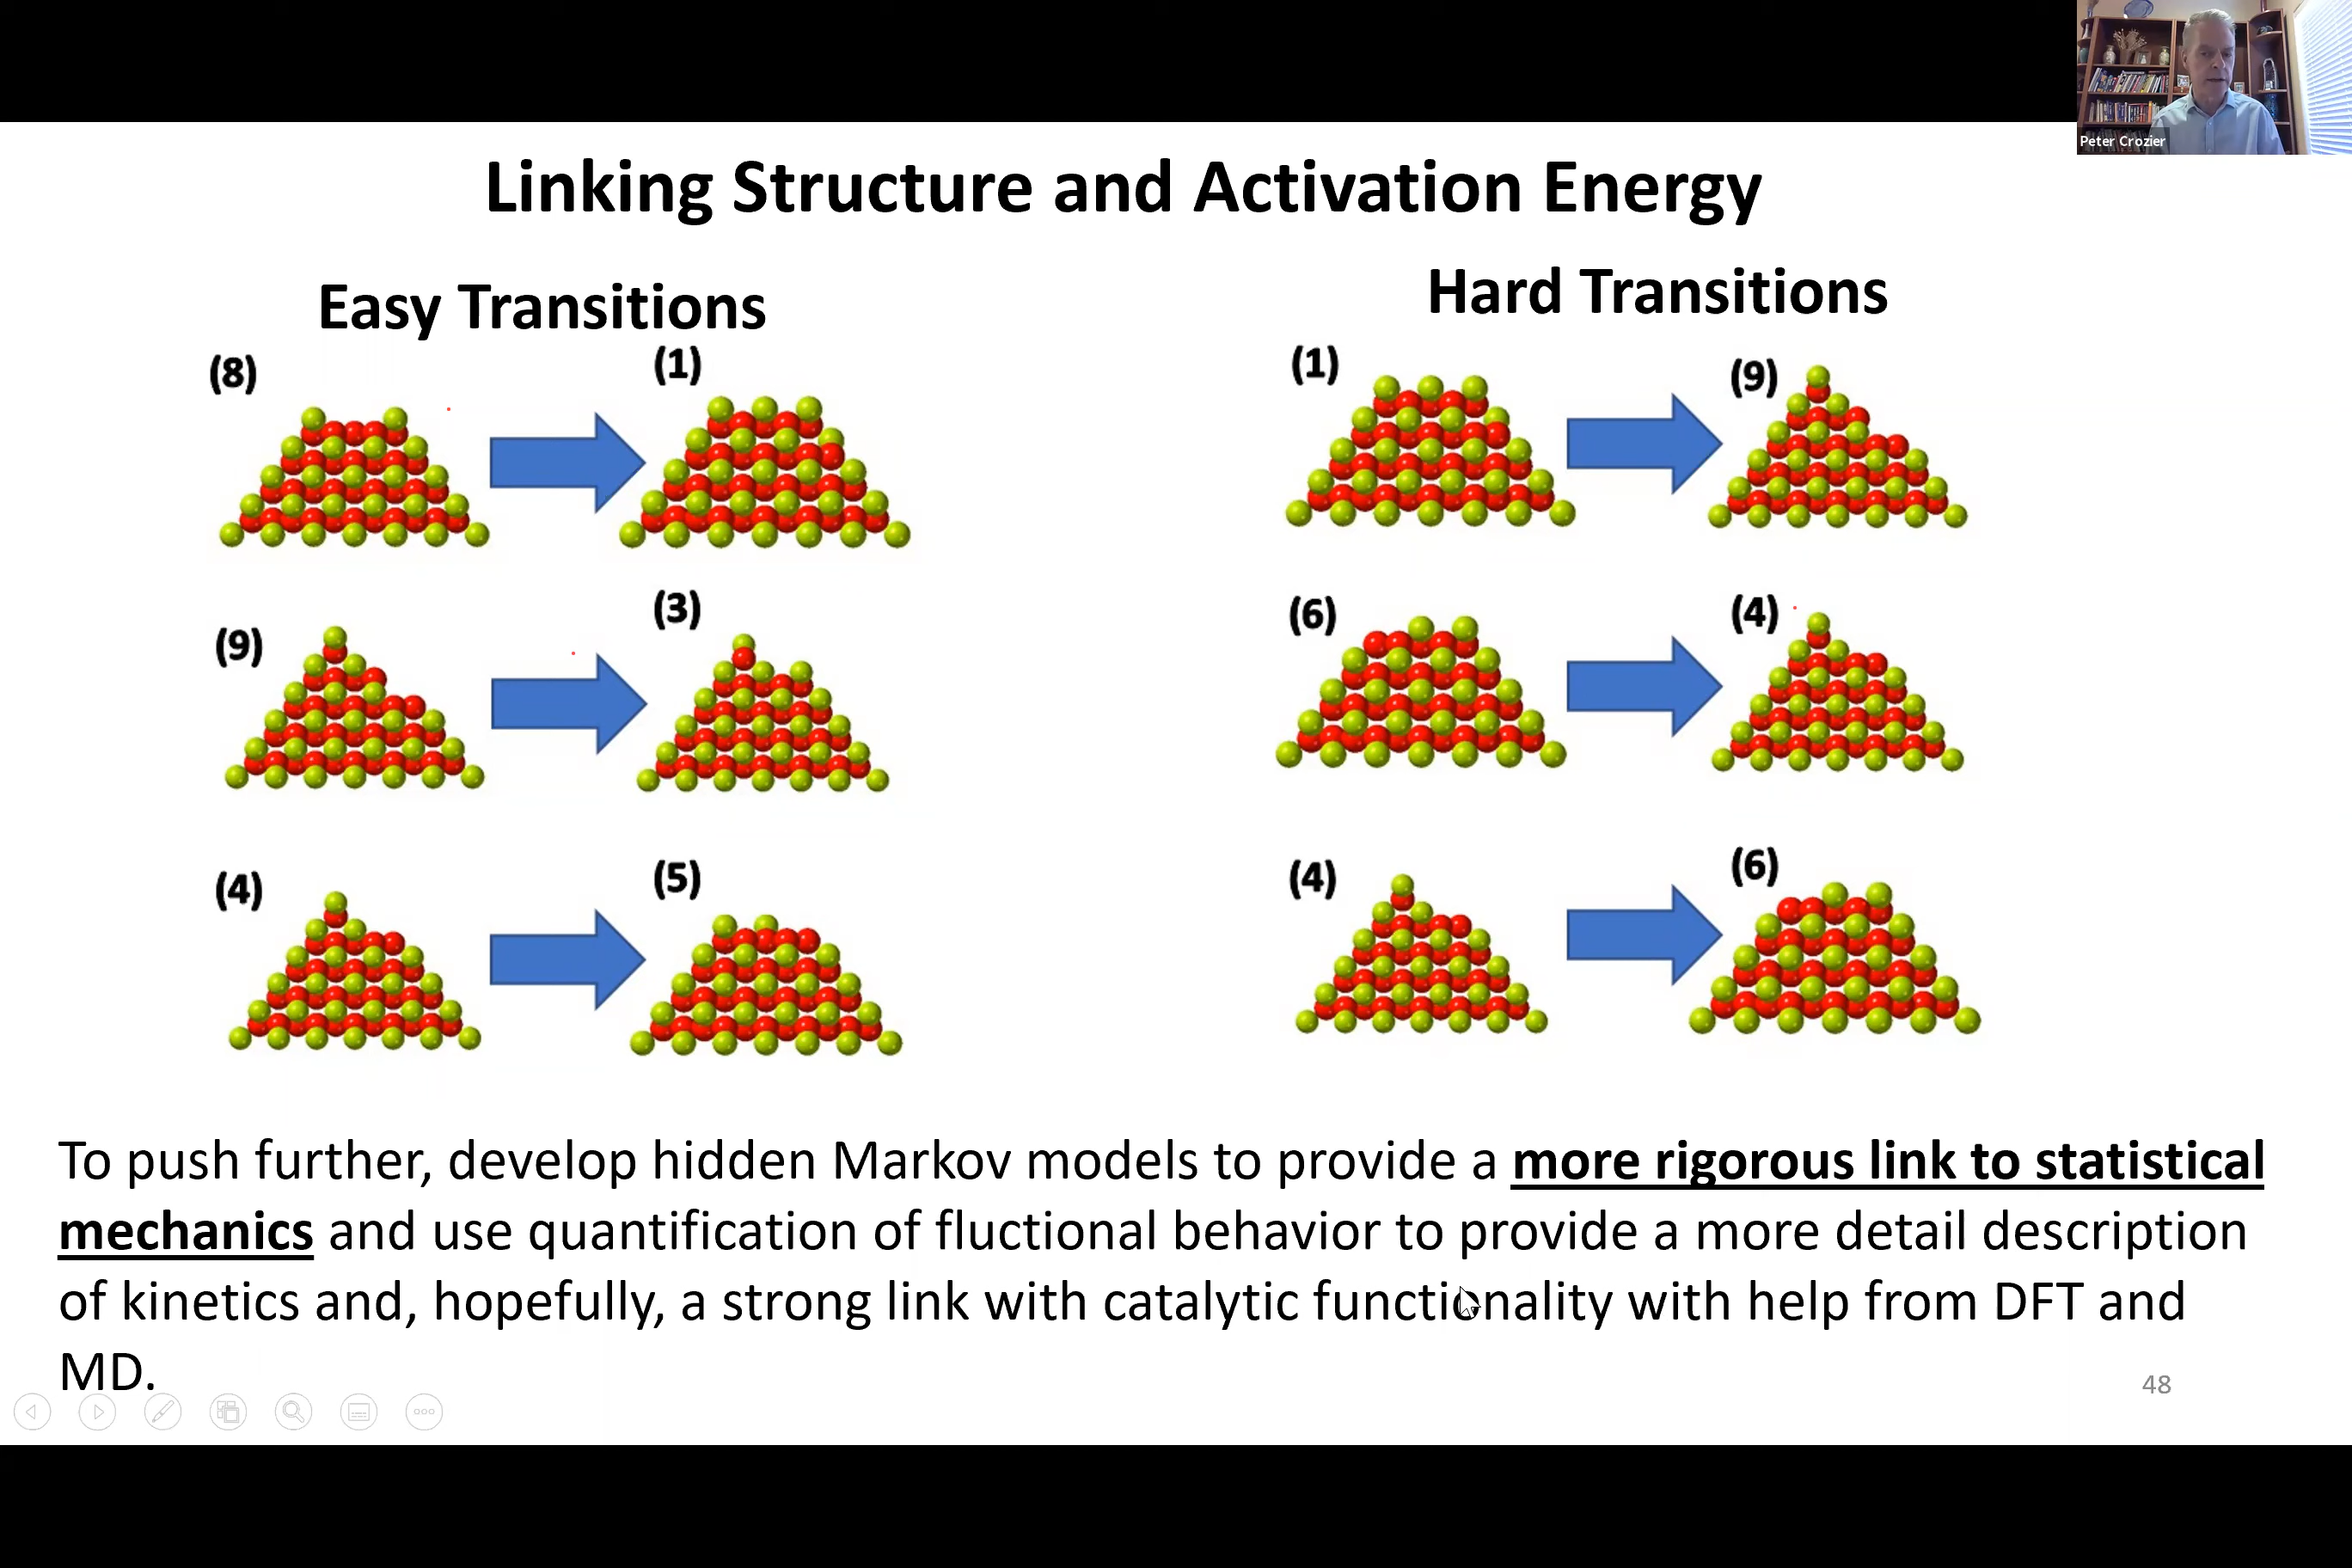 Peter Crozier
Linking Structure and Activation Energy
Easy Transitions
Hard Transitions
(8)
(1)
(1)
(9)
(9)
(3)
(6)
(4)
(4)
(5)
(4)
(6)
To push further, develop hidden Markov models to provide a more rigorous link to statistical
mechanics and use quantification of fluctional behavior to provide a more detail description
of kinetics and, hopefully, a strong link with catalytic functionality with help from DFT and
MD.
48